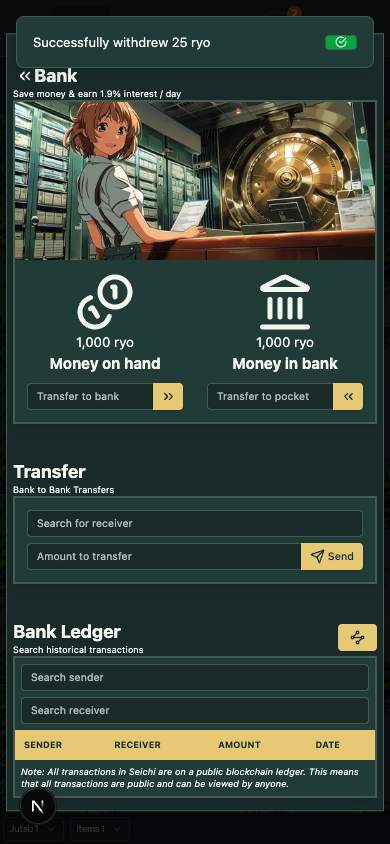 Successfully withdrew 25 ryo
Bank
Save money & earn 1.9% interest / day
1,000 ryo
Money on hand
Transfer to bank
1,000 ryo
Money in bank
Transfer to pocket
Transfer
Bank to Bank Transfers
Search for receiver
Amount to transfer
Send
Bank Ledger
Search historical transactions
Search sender
Search receiver
SENDER RECEIVER AMOUNT DATE
Note: All transactions in Seichi are on a public blockchain ledger. This means
that all transactions are public and can be viewed by anyone.
N
Jutsu 1 Items 1